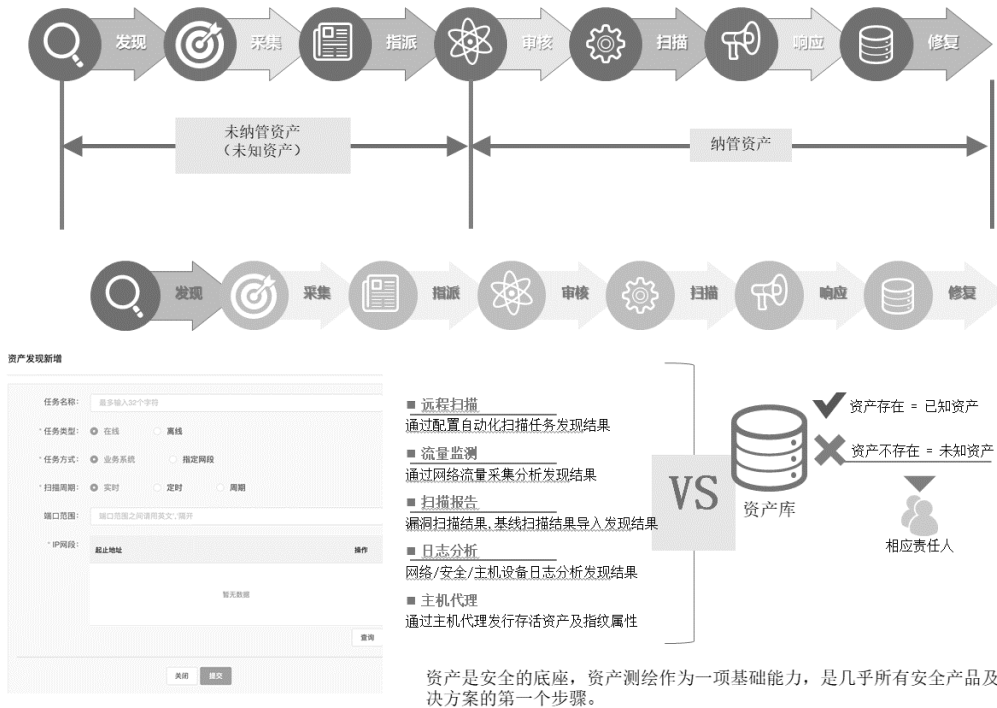 发现 采集 指派 审核 扫描 响应 修复
未纳管资产
（未知资产）
纳管资产
发现 采集 指派 审核 扫描 响应 修复
资产发现新增
任务名称： 最多输入32个字符
*任务类型： 在线 离线
*任务方式： 业务系统 指定网段
*扫描周期： 实时 定时 周期
端口范围： 端口范围之间请用英文','隔开
*IP网段： 起止地址 操作
暂无数据
查询
关闭 提交
■ 远程扫描
通过配置自动化扫描任务发现结果
■ 流量监测
通过网络流量采集分析发现结果
■ 扫描报告
漏洞扫描结果、基线扫描结果导入发现结果
■ 日志分析
网络/安全/主机设备日志分析发现结果
■ 主机代理
通过主机代理发行存活资产及指纹属性
VS
资产库
资产存在 = 已知资产
资产不存在 = 未知资产
相应责任人
资产是安全的底座，资产测绘作为一项基础能力，是几乎所有安全产品及
决方案的第一个步骤。